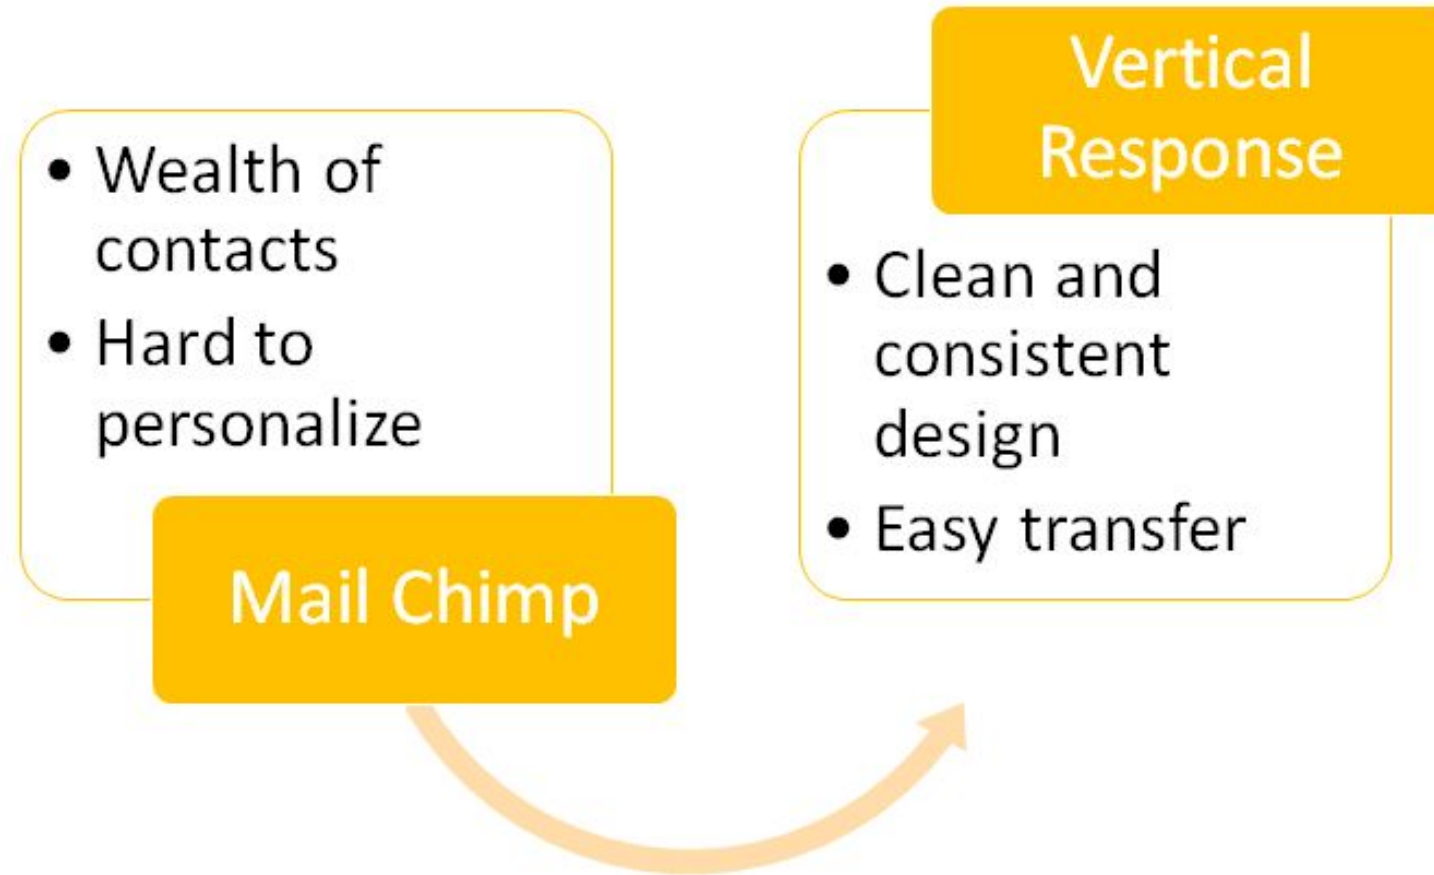 • Wealth of
contacts
• Hard to
personalize
Mail Chimp
Vertical
Response
• Clean and
consistent
design
• Easy transfer